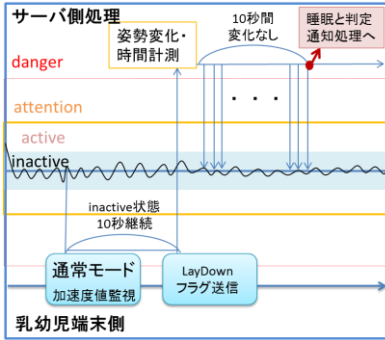 サーバ側処理
10秒間
変化なし
姿勢変化・
時間計測
睡眠と判定
通知処理へ
danger
attention
・・・
active
inactive
inactive状態
10秒継続
通常モード
加速度値監視
LayDown
フラグ送信
乳幼児端末側